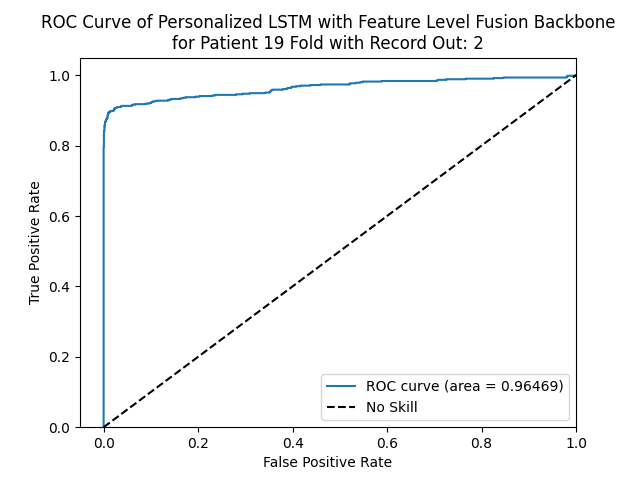 ROC Curve of Personalized LSTM with Feature Level Fusion Backbone
for Patient 19 Fold with Record Out: 2
1.0
0.8
0.6
0.4
0.2
0.0
True Positive Rate
ROC curve (area = 0.96469)
No Skill
0.0 0.2 0.4 0.6 0.8 1.0
False Positive Rate